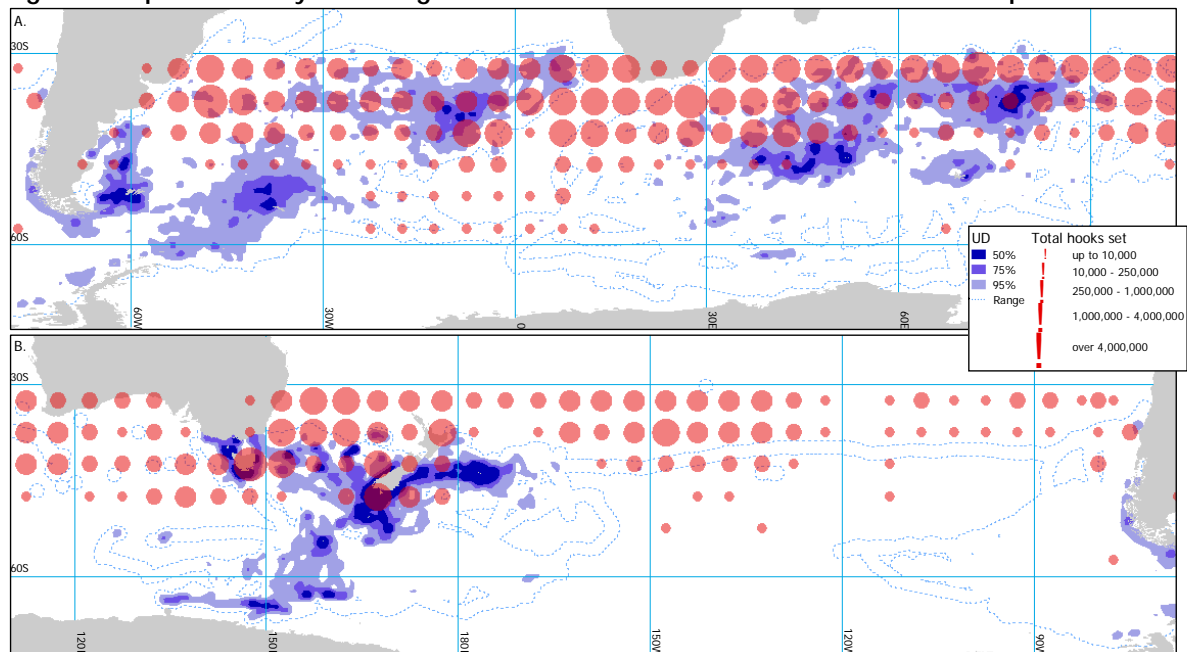 A.
30S
60S
60W
30W
0
30E
60E
UD
Total hooks set
50%
up to 10,000
75%
10,000 - 250,000
95%
250,000 - 1,000,000
Range
1,000,000 - 4,000,000
over 4,000,000
B.
30S
60S
120E
150E
180E
150W
120W
90W